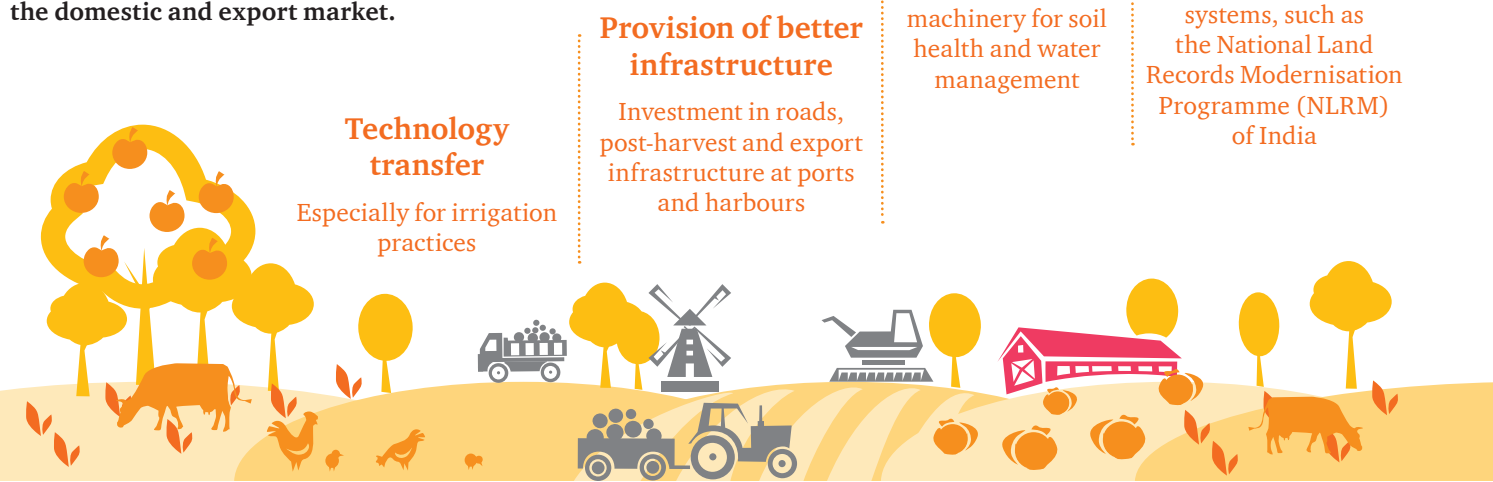 the domestic and export market.
Technology
transfer
Especially for irrigation
practices
Provision of better
infrastructure
Investment in roads,
post-harvest and export
infrastructure at ports
and harbours
machinery for soil
health and water
management
systems, such as
the National Land
Records Modernisation
Programme (NLRM)
of India